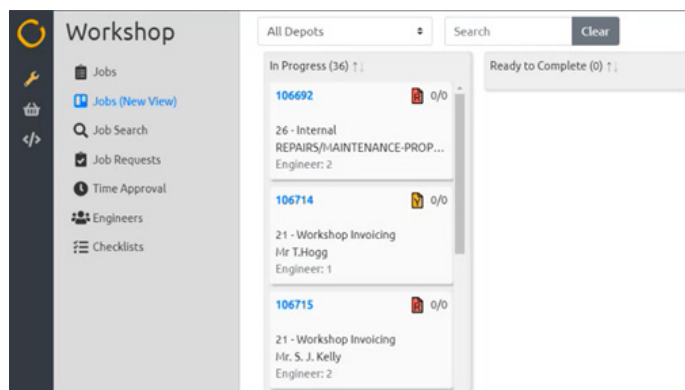 Workshop
Jobs
Jobs (New View)
Job Search
Job Requests
Time Approval
Engineers
Checklists
All Depots
Search
Clear
In Progress (36)
106692
R 0/0
26 - Internal
REPAIRS/MAINTENANCE-PROP...
Engineer: 2
106714
Y 0/0
21 - Workshop Invoicing
Mr T.Hogg
Engineer: 1
106715
R 0/0
21 - Workshop Invoicing
Mr. S. J. Kelly
Engineer: 2
Ready to Complete (0)